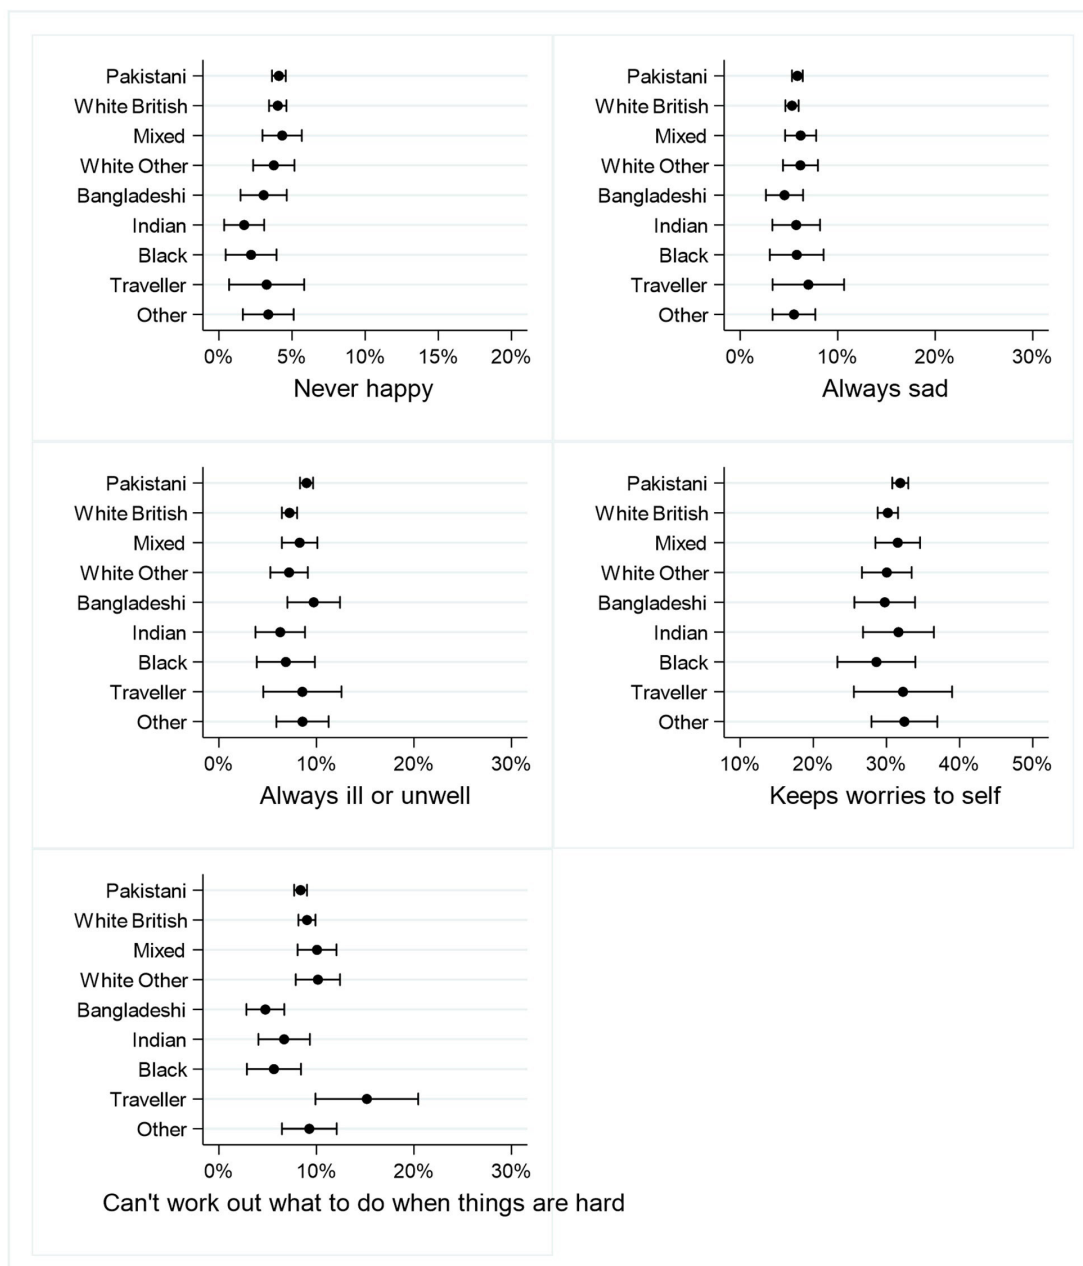 Pakistani
White British
Mixed
White Other
Bangladeshi
Indian
Black
Traveller
Other
0% 5% 10% 15% 20%
Never happy
Pakistani
White British
Mixed
White Other
Bangladeshi
Indian
Black
Traveller
Other
0% 10% 20% 30%
Always sad
Pakistani
White British
Mixed
White Other
Bangladeshi
Indian
Black
Traveller
Other
0% 10% 20% 30%
Always ill or unwell
Pakistani
White British
Mixed
White Other
Bangladeshi
Indian
Black
Traveller
Other
10% 20% 30% 40% 50%
Keeps worries to self
Pakistani
White British
Mixed
White Other
Bangladeshi
Indian
Black
Traveller
Other
0% 10% 20% 30%
Can't work out what to do when things are hard